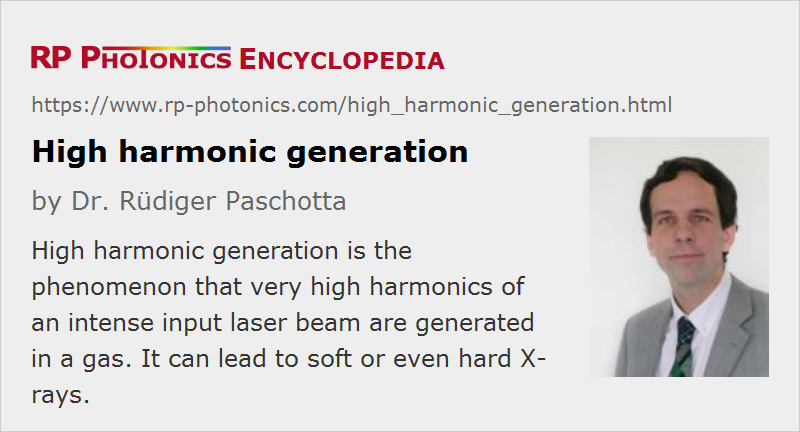 RP PHOTONICS ENCYCLOPEDIA
https://www.rp-photonics.com/high_harmonic_generation.html
High harmonic generation
by Dr. Rüdiger Paschotta
High harmonic generation is the
phenomenon that very high harmonics of
an intense input laser beam are generated
in a gas. It can lead to soft or even hard X-
rays.